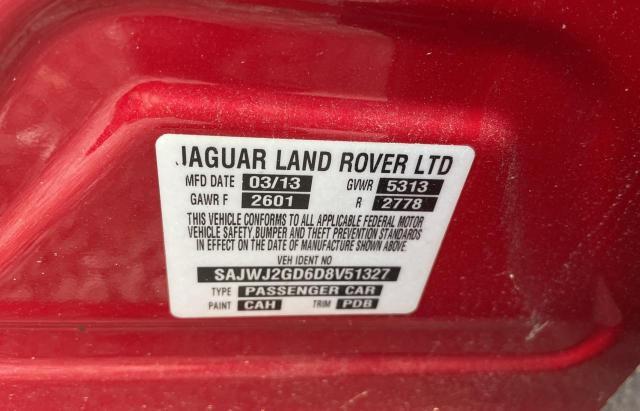 JAGUAR LAND ROVER LTD
MFD DATE 03/13 GVWR 5313
GAWR F 2601 R 2778
THIS VEHICLE CONFORMS TO ALL APPLICABLE FEDERAL MOTOR
VEHICLE SAFETY, BUMPER AND THEFT PREVENTION STANDARDS
IN EFFECT ON THE DATE OF MANUFACTURE SHOWN ABOVE.
VEH IDENT NO
SAJWJ2GD6D8V51327
TYPE PASSENGER CAR
PAINT CAH TRIM PDB